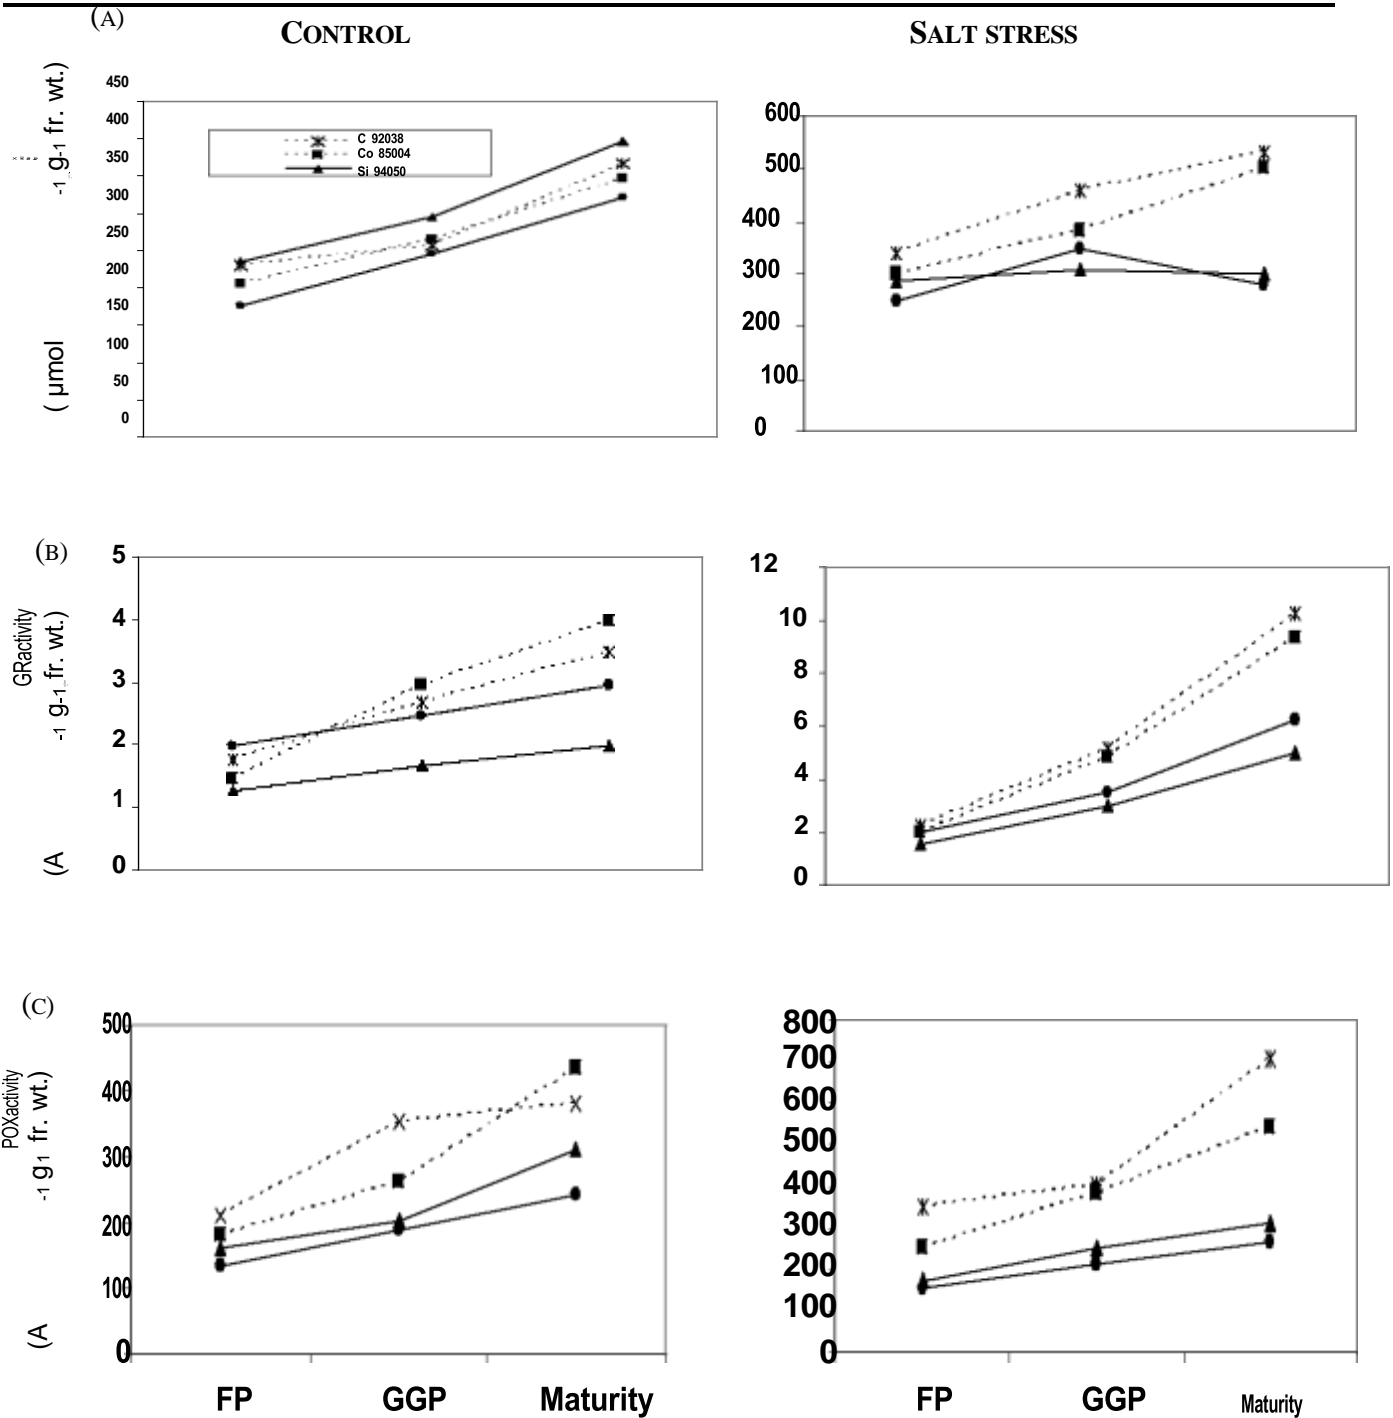 (A)
CONTROL
SALT STRESS
( µmol
-1 g-1 fr. wt.)
450
400
350
300
250
200
150
100
50
0
C 92038
Co 85004
Si 94050
600
500
400
300
200
100
0
(B)
GRactivity
(A
-1 g-1 fr. wt.)
5
4
3
2
1
0
12
10
8
6
4
2
0
(C)
POXactivity
(A
-1 g1 fr. wt.)
500
400
300
200
100
0
800
700
600
500
400
300
200
100
0
FP GGP Maturity
FP GGP Maturity